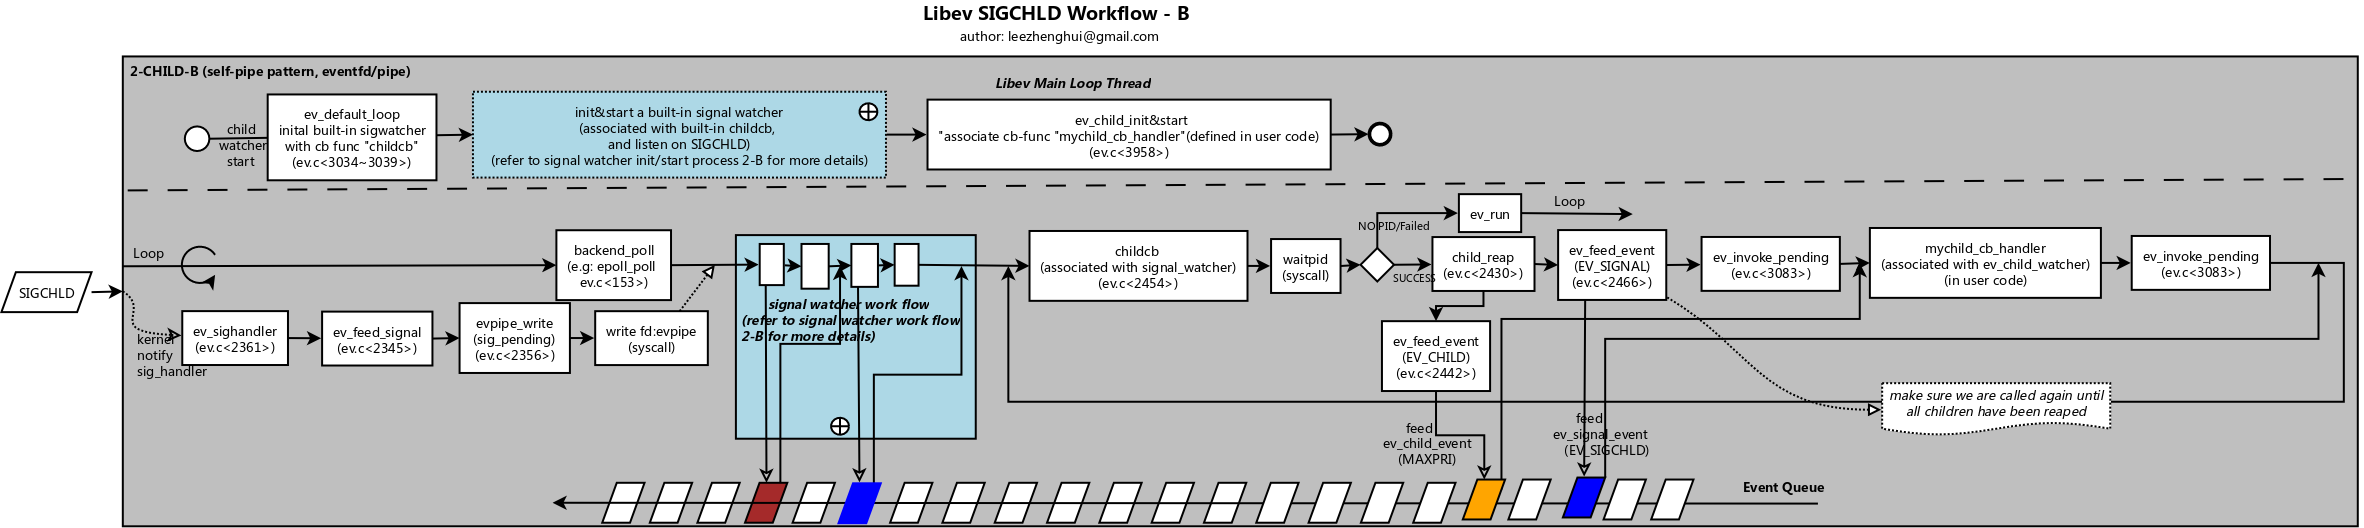 Libev SIGCHLD Workflow - B
author: leezhenghui@gmail.com
2-CHILD-B (self-pipe pattern, eventfd/pipe)
Libev Main Loop Thread
child
watcher
start
ev_default_loop
inital built-in sigwatcher
with cb func "childcb"
(ev.c<3034~3039>)
init&start a built-in signal watcher
(associated with built-in childcb,
and listen on SIGCHLD)
(refer to signal watcher init/start process 2-B for more details)
ev_child_init&start
"associate cb-func "mychild_cb_handler"(defined in user code)
(ev.c<3958>)
Loop
SIGCHLD
kernel
notify
sig_handler
ev_sighandler
(ev.c<2361>)
ev_feed_signal
(ev.c<2345>)
evpipe_write
(sig_pending)
(ev.c<2356>)
write fd:evpipe
(syscall)
backend_poll
(e.g: epoll_poll
ev.c<153>)
signal watcher work flow
(refer to signal watcher work flow
2-B for more details)
childcb
(associated with signal_watcher)
(ev.c<2454>)
waitpid
(syscall)
NO PID/Failed
SUCCESS
ev_run
Loop
child_reap
(ev.c<2430>)
ev_feed_event
(EV_CHILD)
(ev.c<2442>)
ev_feed_event
(EV_SIGNAL)
(ev.c<2466>)
ev_invoke_pending
(ev.c<3083>)
mychild_cb_handler
(associated with ev_child_watcher)
(in user code)
ev_invoke_pending
(ev.c<3083>)
make sure we are called again until
all children have been reaped
feed
ev_child_event
(MAXPRI)
feed
ev_signal_event
(EV_SIGCHLD)
Event Queue